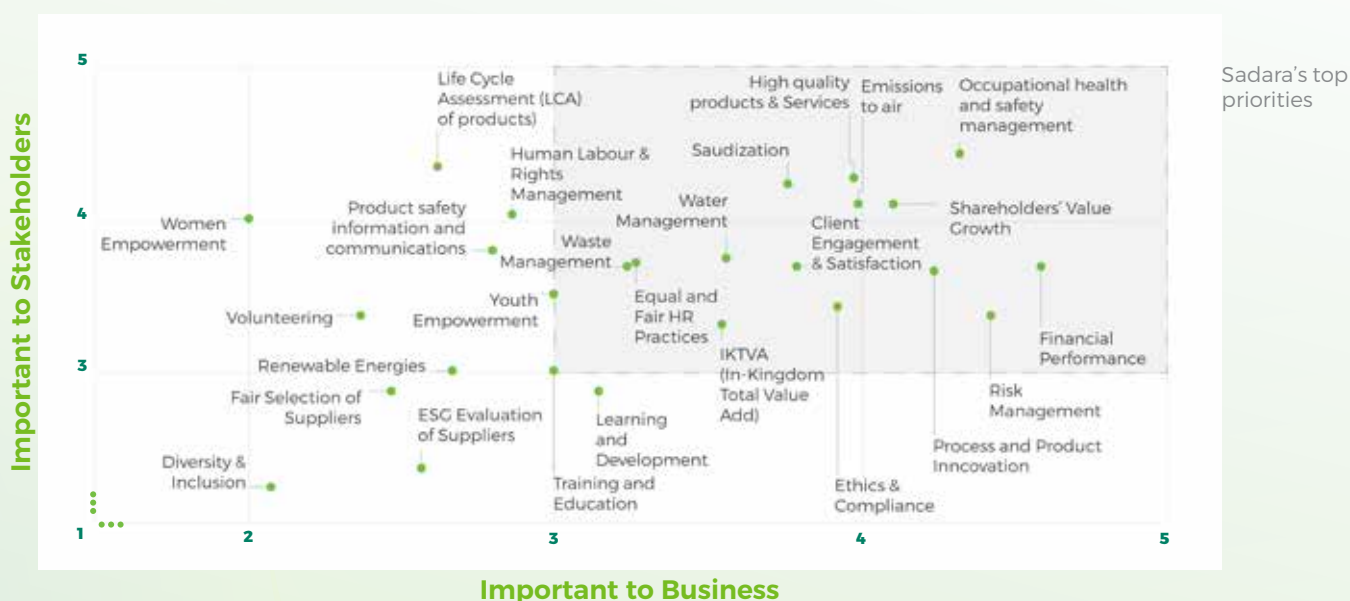 Important to Stakeholders
5
4
3
1
2
3
4
5
Important to Business
Sadara's top
priorities
Life Cycle
Assessment (LCA)
of products)
Human Labour &
Rights
Management
Product safety
information and
communications
Women
Empowerment
Volunteering
Youth
Empowerment
Renewable Energies
Fair Selection of
Suppliers
ESG Evaluation
of Suppliers
Diversity &
Inclusion
High quality
products & Services
Emissions
to air
Occupational health
and safety
management
Saudization
Water
Management
Waste
Management
Client
Engagement
& Satisfaction
Shareholders' Value
Growth
Equal and
Fair HR
Practices
IKTVA
(In-Kingdom
Total Value
Add)
Financial
Performance
Risk
Management
Learning
and
Development
Process and Product
Inncovation
Training and
Education
Ethics &
Compliance